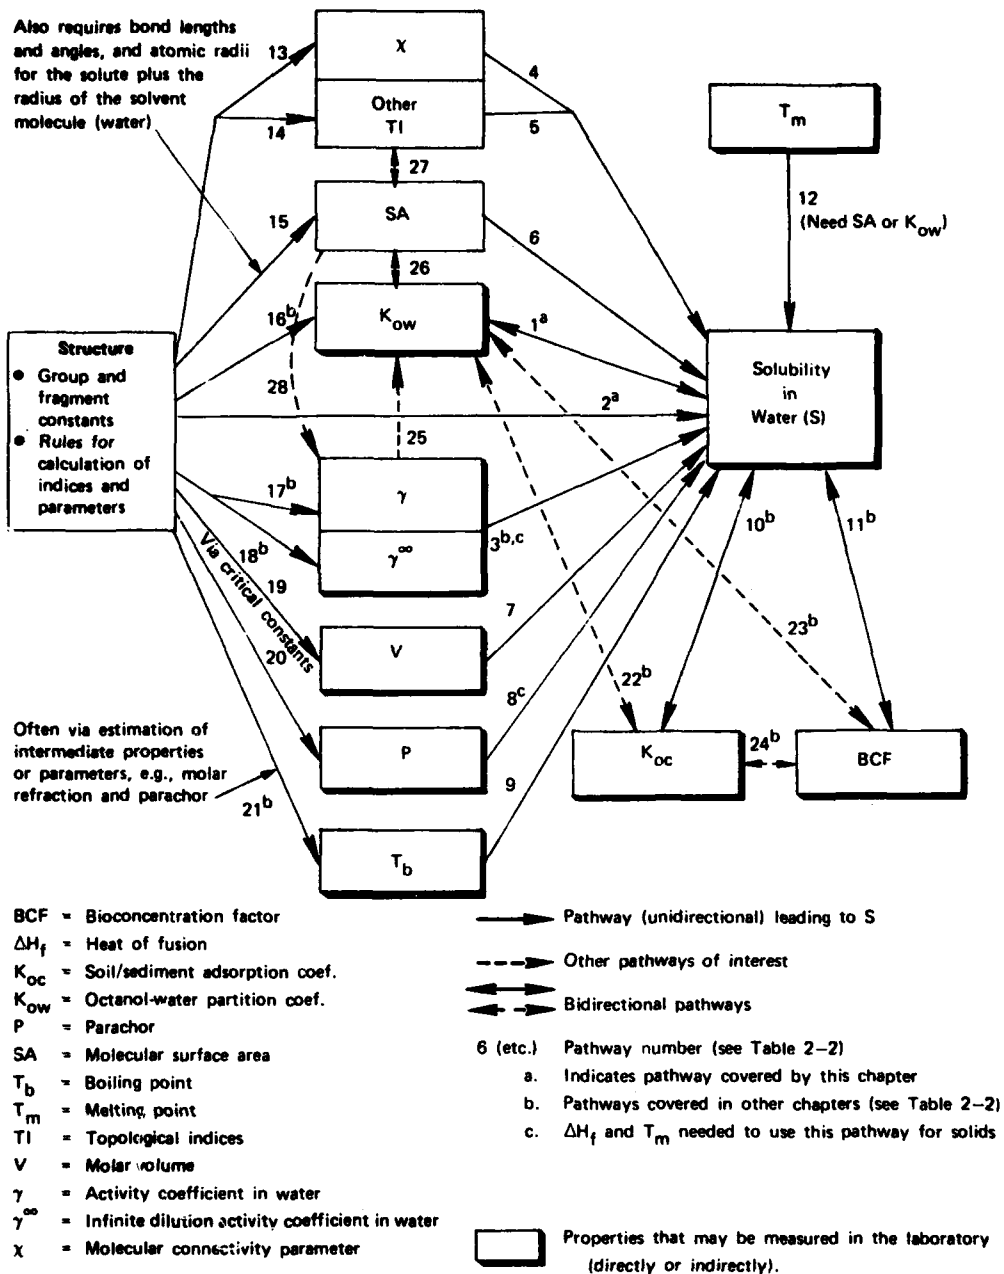 Also requires bond lengths
and angles, and atomic radii
for the solute plus the
radius of the solvent
molecule (water)
13
χ
4
14
Other
TI
5
T_m
27
12
(Need SA or K_ow)
15
SA
6
26
16^b
K_ow
1^a
Structure
● Group and
fragment
constants
● Rules for
calculation of
indices and
parameters
28
2^a
25
Solubility
in
Water (S)
17^b
γ
γ^∞
3^b,c
10^b
11^b
18^b
19
Via critical constants
20
V
7
23^b
22^b
8^c
P
9
K_oc
24^b
BCF
Often via estimation of
intermediate properties
or parameters, e.g., molar
refraction and parachor
21^b
T_b
BCF = Bioconcentration factor
ΔH_f = Heat of fusion
K_oc = Soil/sediment adsorption coef.
K_ow = Octanol-water partition coef.
P = Parachor
SA = Molecular surface area
T_b = Boiling point
T_m = Melting point
TI = Topological indices
V = Molar volume
γ = Activity coefficient in water
γ^∞ = Infinite dilution activity coefficient in water
χ = Molecular connectivity parameter
Pathway (unidirectional) leading to S
Other pathways of interest
Bidirectional pathways
6 (etc.) Pathway number (see Table 2–2)
a. Indicates pathway covered by this chapter
b. Pathways covered in other chapters (see Table 2–2)
c. ΔH_f and T_m needed to use this pathway for solids
Properties that may be measured in the laboratory
(directly or indirectly).